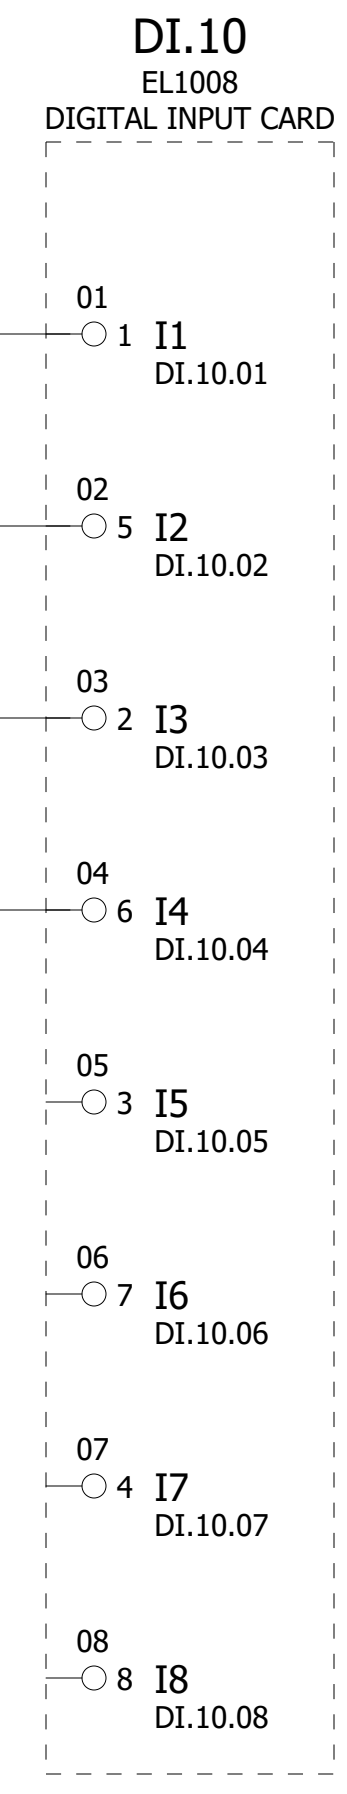 DI.10
EL1008
DIGITAL INPUT CARD
01
1 I1
DI.10.01
02
5 I2
DI.10.02
03
2 I3
DI.10.03
04
6 I4
DI.10.04
05
3 I5
DI.10.05
06
7 I6
DI.10.06
07
4 I7
DI.10.07
08
8 I8
DI.10.08